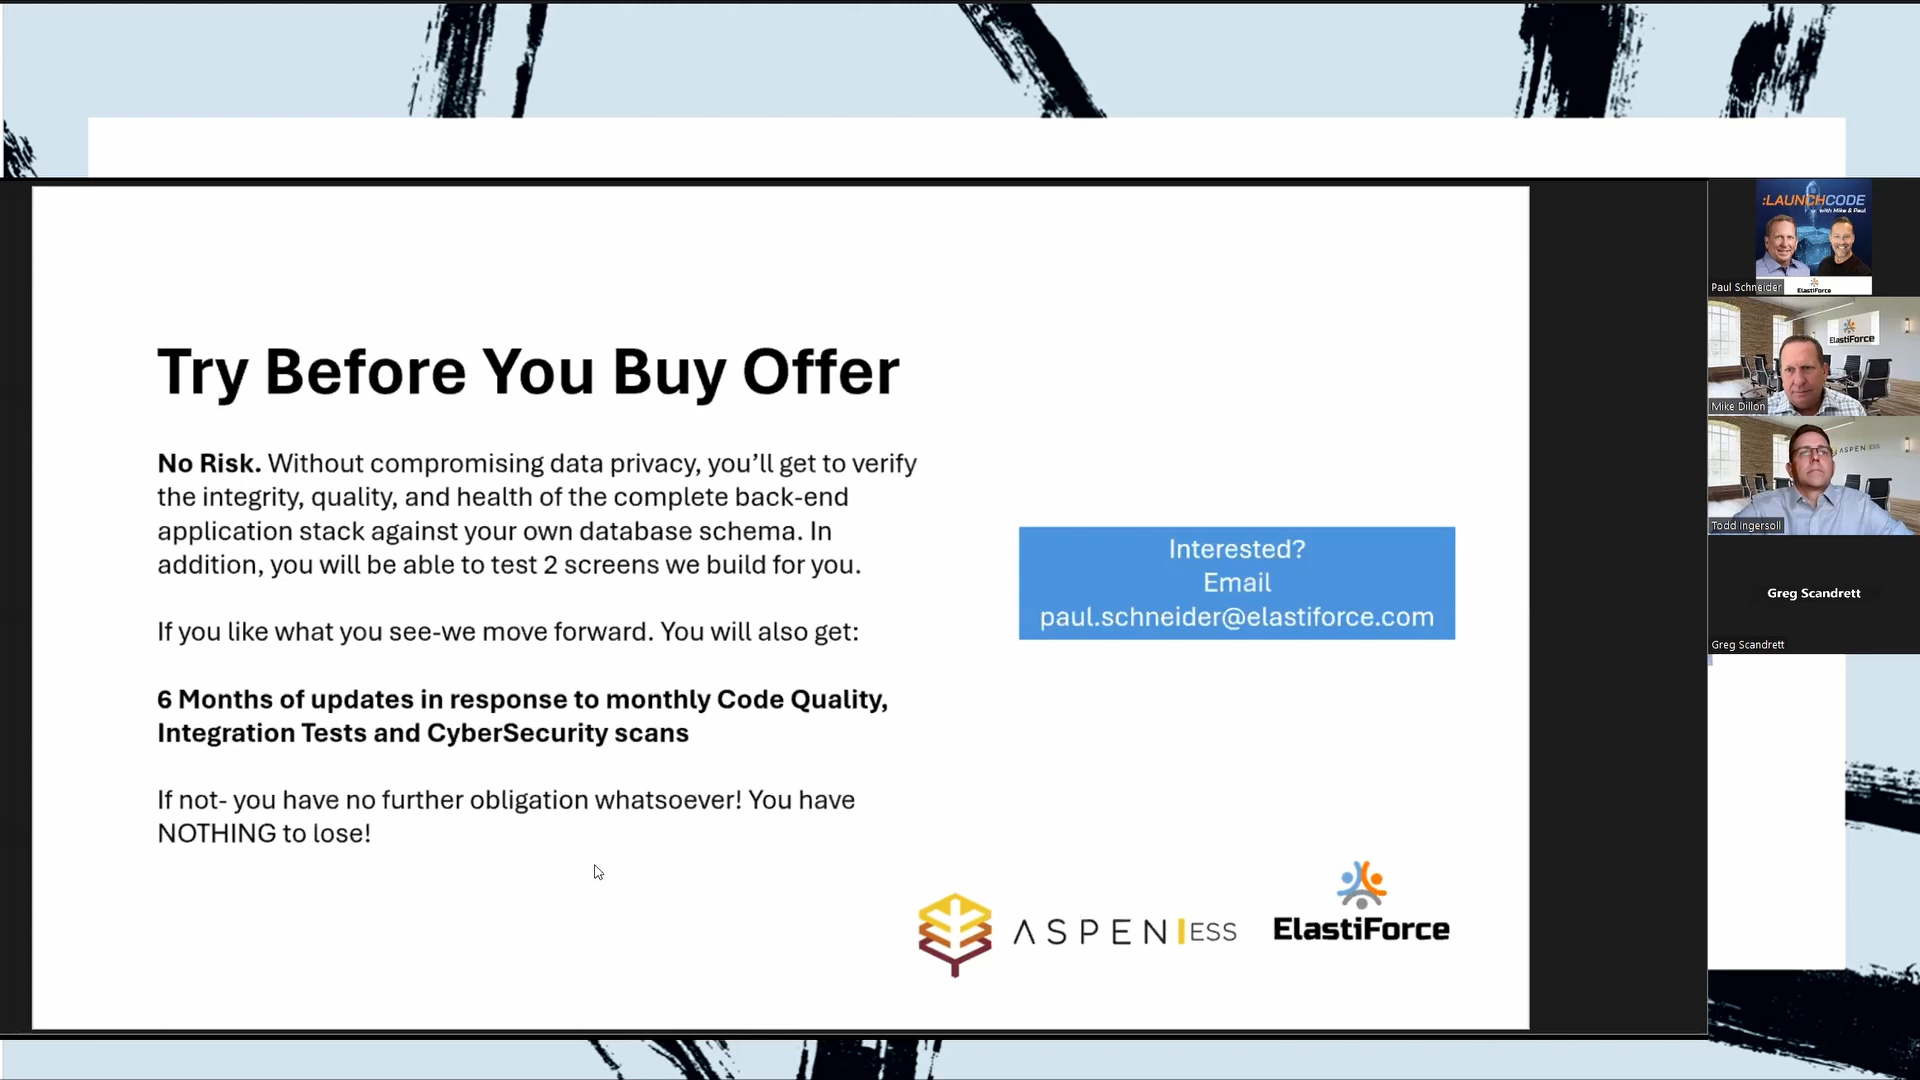 Try Before You Buy Offer
No Risk. Without compromising data privacy, you’ll get to verify
the integrity, quality, and health of the complete back-end
application stack against your own database schema. In
addition, you will be able to test 2 screens we build for you.
If you like what you see-we move forward. You will also get:
6 Months of updates in response to monthly Code Quality,
Integration Tests and CyberSecurity scans
If not- you have no further obligation whatsoever! You have
NOTHING to lose!
Interested?
Email
paul.schneider@elastiforce.com
ASPEN ESS
ElastiForce
:LAUNCHCODE
with Mike & Paul
ElastiForce
Paul Schneider
ElastiForce
Mike Dillon
ASPEN ESS
Todd Ingersoll
Greg Scandrett
Greg Scandrett